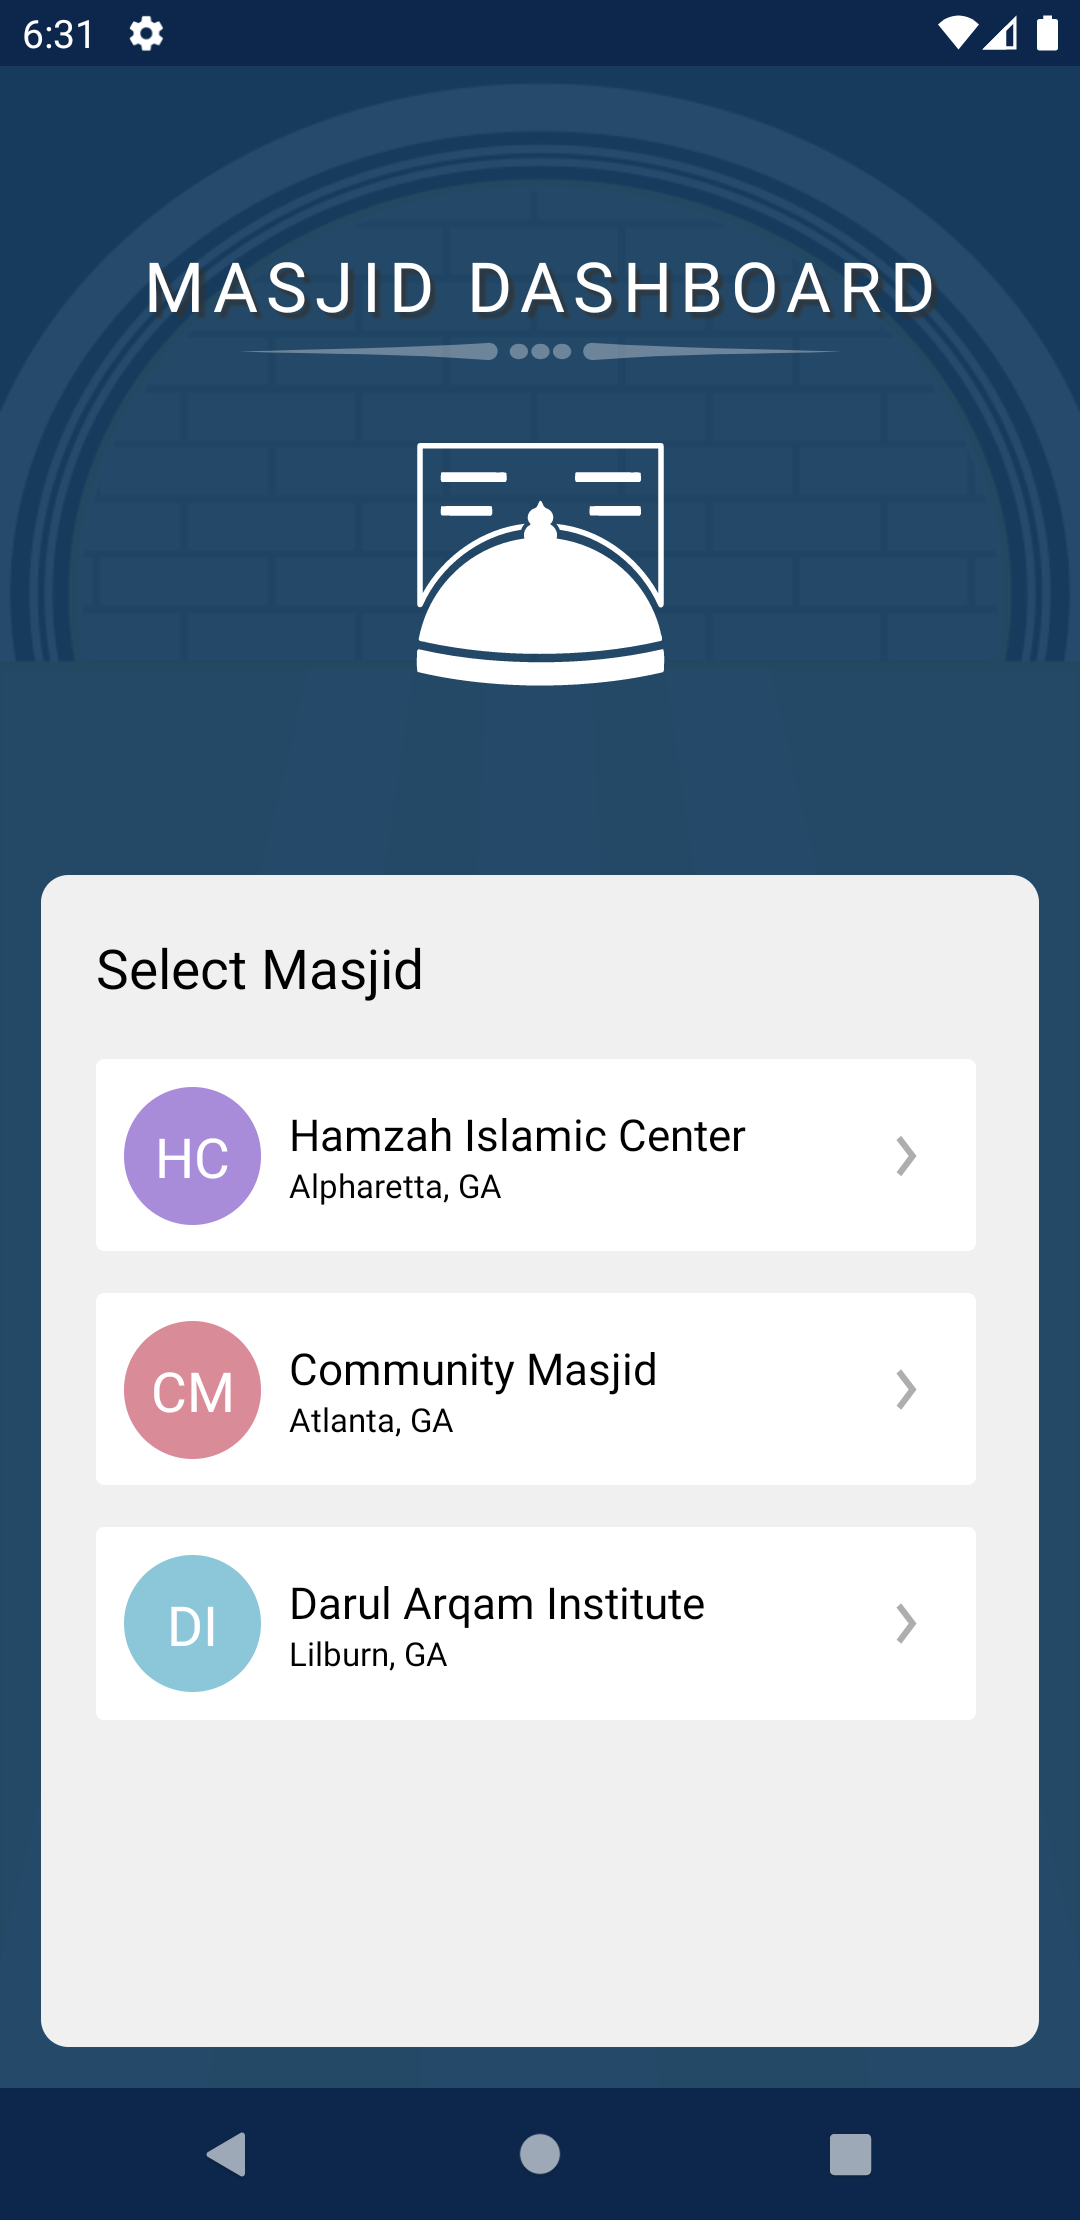 6:31
MASJID DASHBOARD
Select Masjid
HC
Hamzah Islamic Center
Alpharetta, GA
CM
Community Masjid
Atlanta, GA
DI
Darul Arqam Institute
Lilburn, GA